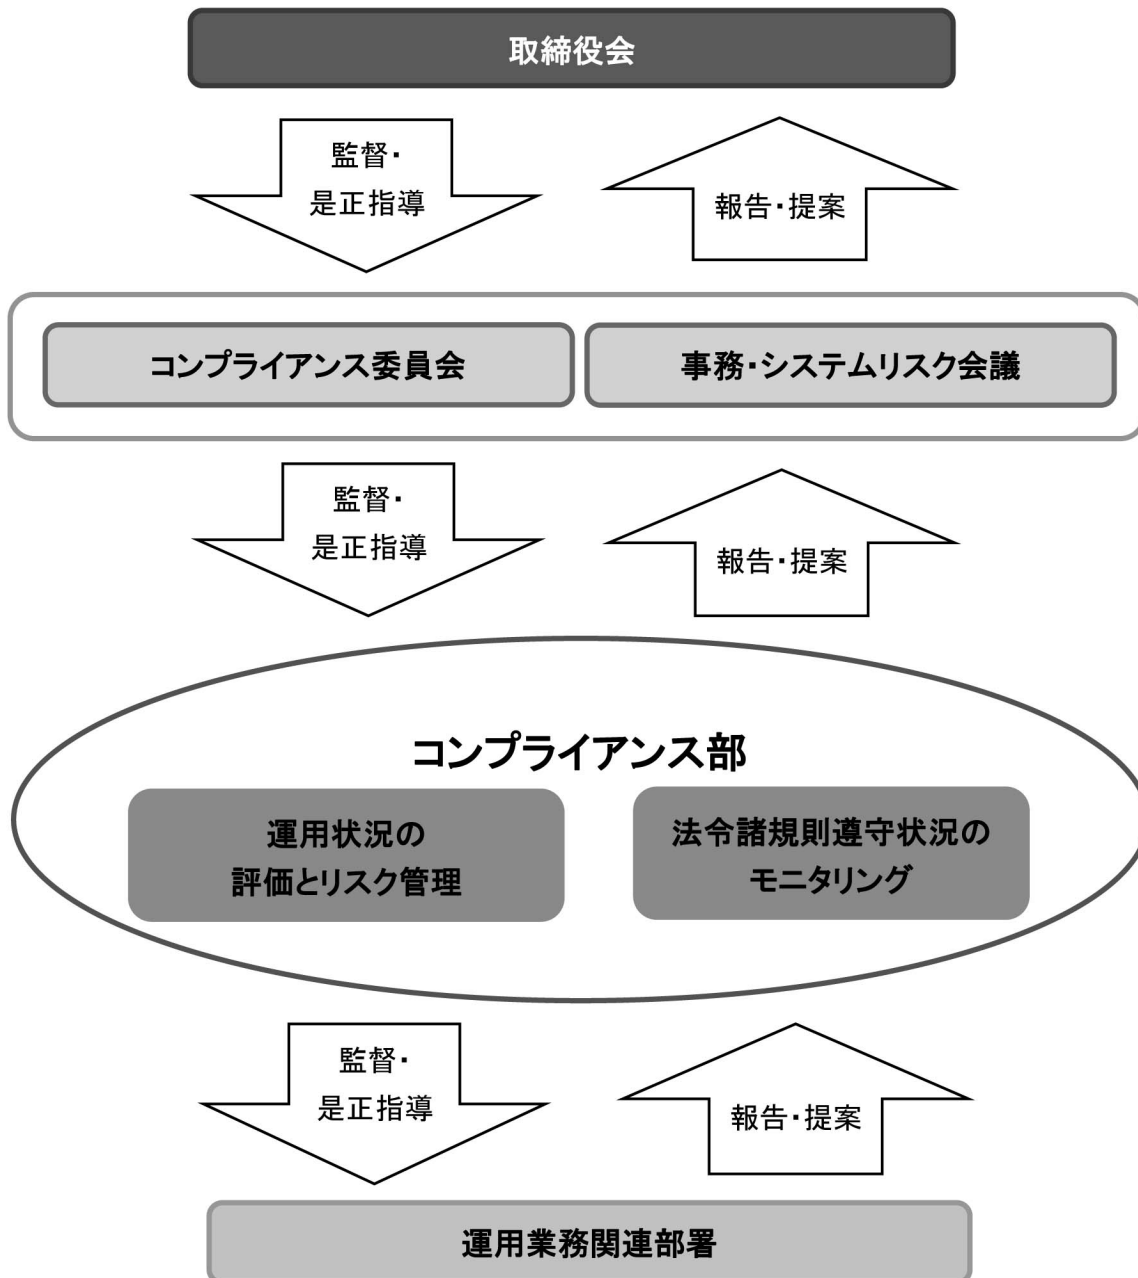 取締役会
監督・
是正指導
報告・提案
コンプライアンス委員会
事務・システムリスク会議
監督・
是正指導
報告・提案
コンプライアンス部
運用状況の
評価とリスク管理
法令諸規則遵守状況の
モニタリング
監督・
是正指導
報告・提案
運用業務関連部署